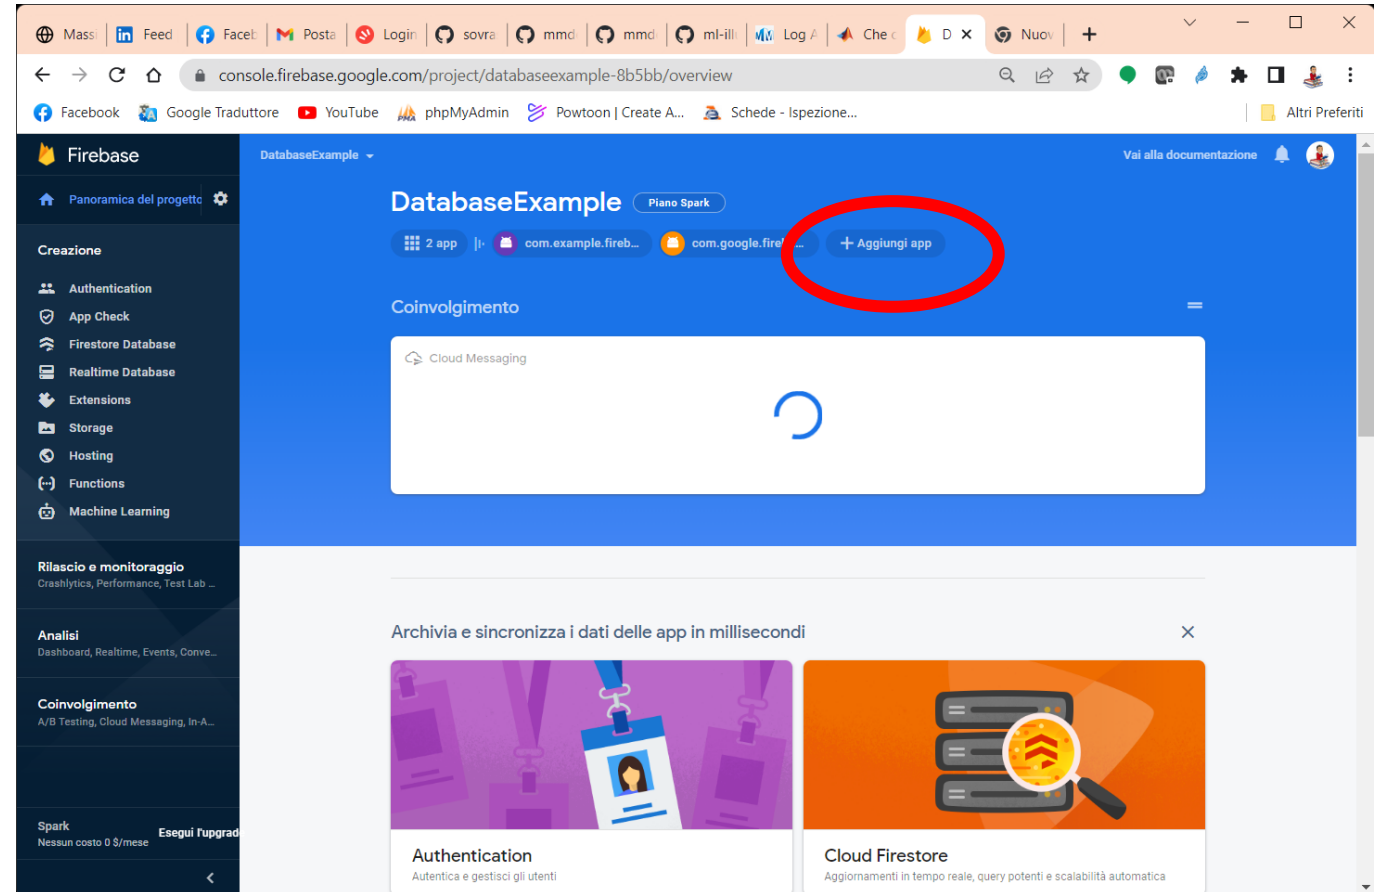 Mass
in Feed
Faceb
Posta
Login
sovra
mmd
mmd
ml-illi
Log A
Che c
D
Nuov
console.firebase.google.com/project/databaseexample-8b5bb/overview
Facebook
Google Traduttore
YouTube
phpMyAdmin
Powtoon | Create A...
Schede - Ispezione...
Altri Preferiti
Firebase
DatabaseExample
Vai alla documentazione
Panoramica del progetto
DatabaseExample
Piano Spark
2 app
com.example.fireb...
com.google.fire
+ Aggiungi app
Creazione
Authentication
App Check
Firestore Database
Realtime Database
Extensions
Storage
Hosting
Functions
Machine Learning
Rilascio e monitoraggio
Crashlytics, Performance, Test Lab ...
Analisi
Dashboard, Realtime, Events, Conve...
Coinvolgimento
A/B Testing, Cloud Messaging, In-A...
Spark
Nessun costo 0 $/mese
Esegui l'upgrade
Coinvolgimento
Cloud Messaging
Archivia e sincronizza i dati delle app in millisecondi
Authentication
Autentica e gestisci gli utenti
Cloud Firestore
Aggiornamenti in tempo reale, query potenti e scalabilità automatica